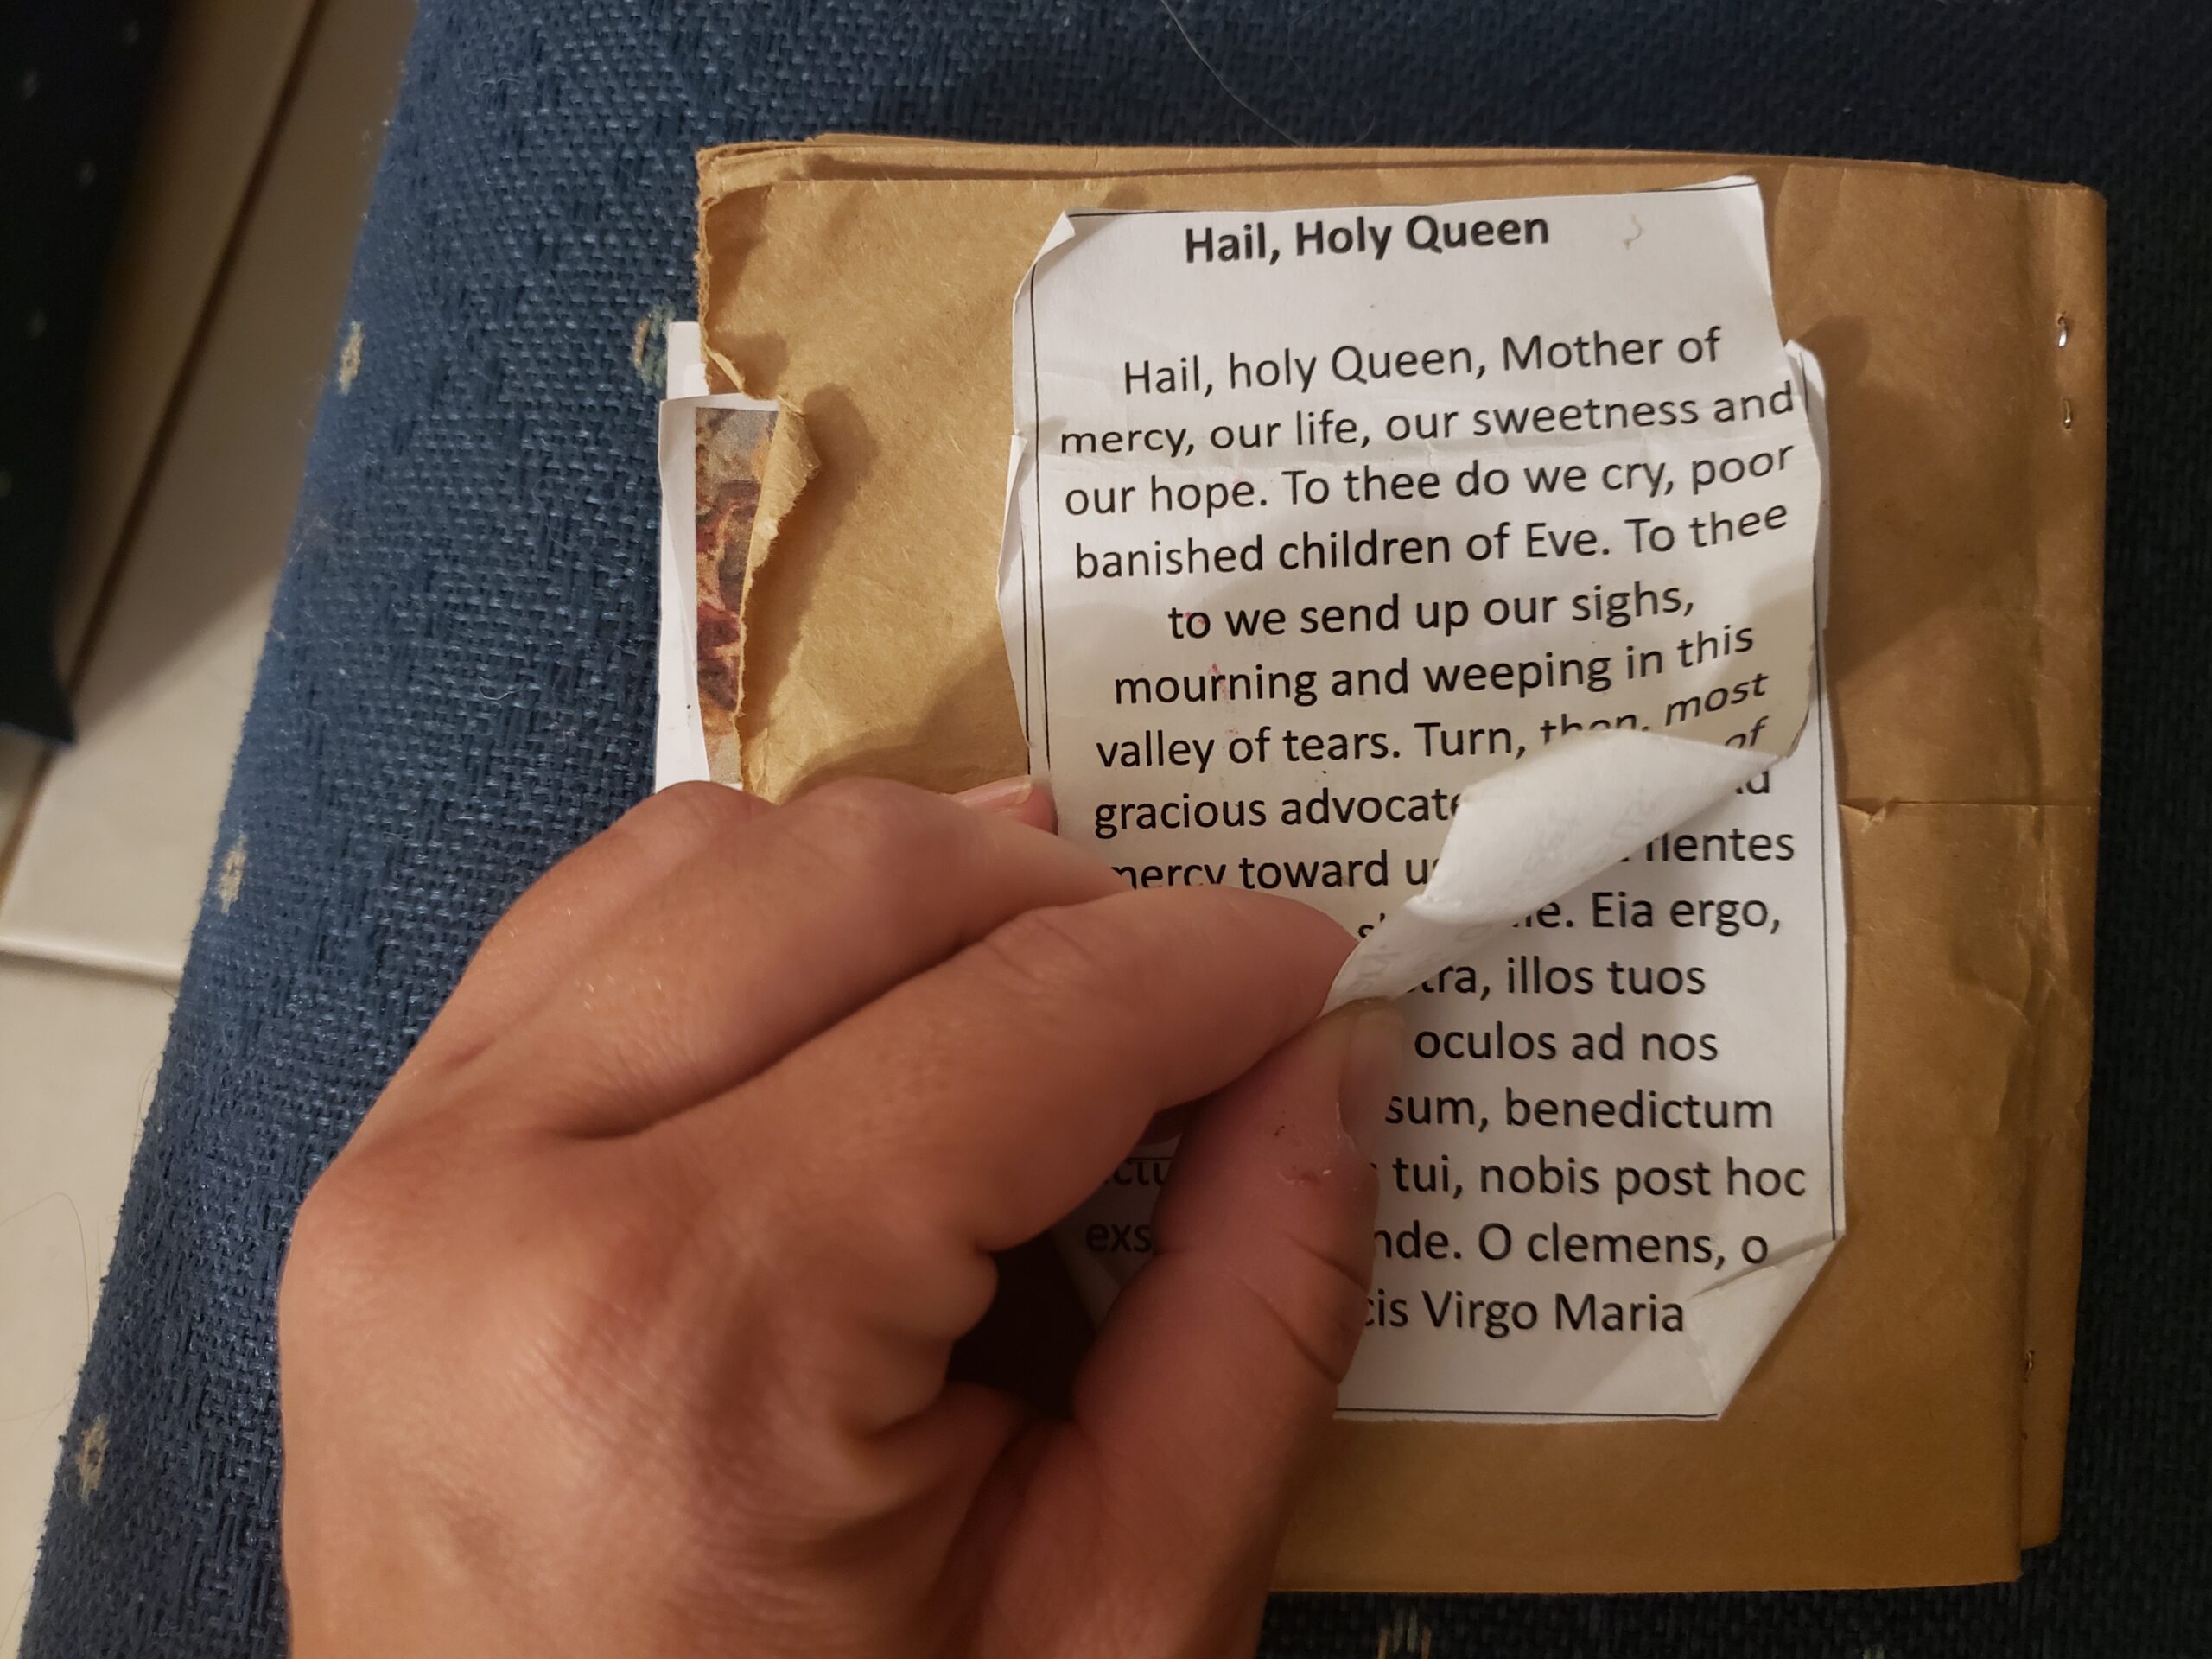 Hail, Holy Queen
Hail, holy Queen, Mother of
mercy, our life, our sweetness and
our hope. To thee do we cry, poor
banished children of Eve. To thee
to we send up our sighs,
mourning and weeping in this
valley of tears. Turn, then, most
gracious advocate of
mercy toward
Eia ergo,
illos tuos
oculos ad nos
benedictum
tui, nobis post hoc
O clemens, o
Virgo Maria